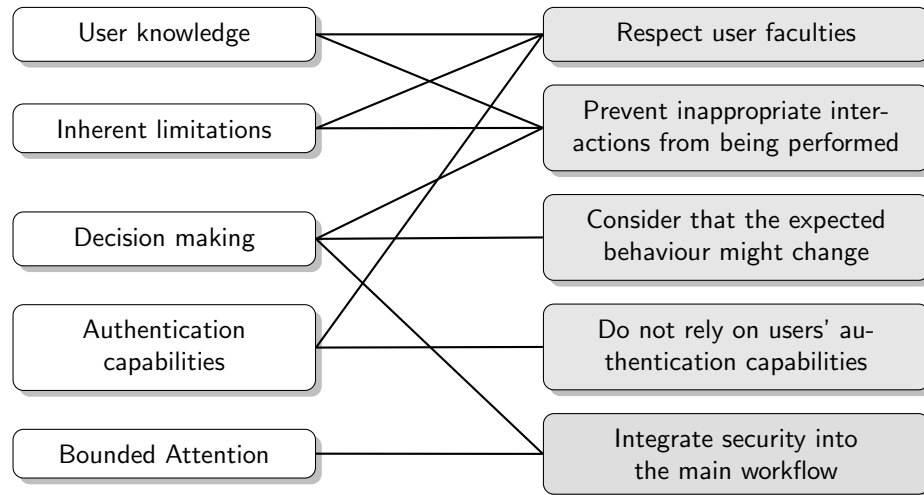 User knowledge
Respect user faculties
Inherent limitations
Prevent inappropriate inter-
actions from being performed
Decision making
Consider that the expected
behaviour might change
Authentication
capabilities
Do not rely on users' au-
thentication capabilities
Bounded Attention
Integrate security into
the main workflow